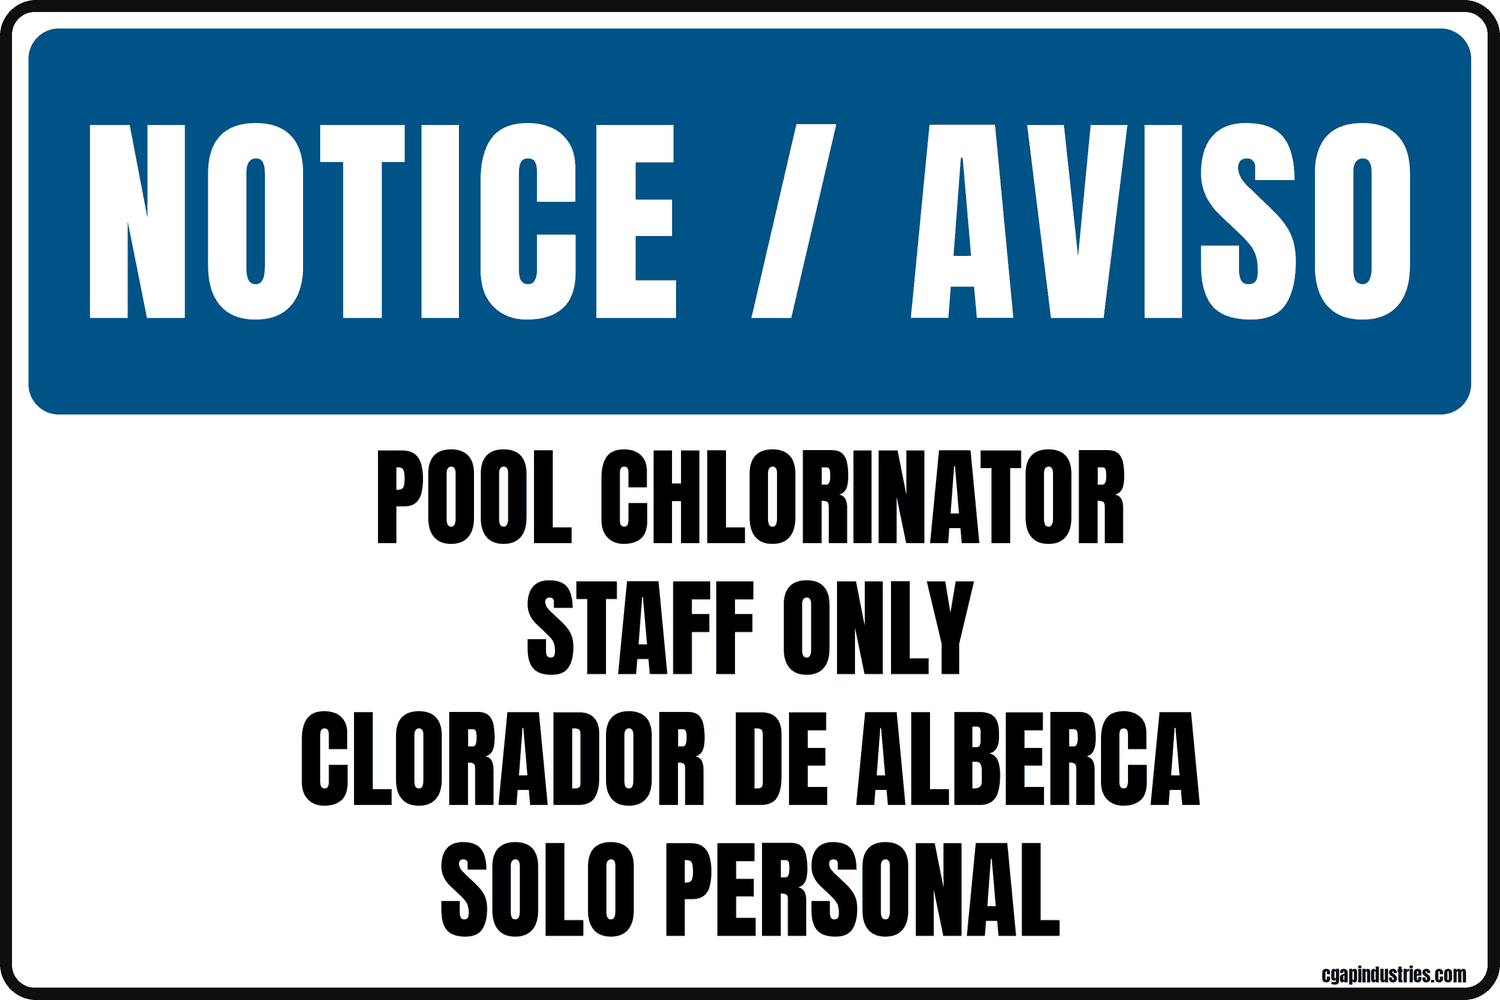 NOTICE / AVISO
POOL CHLORINATOR
STAFF ONLY
CLORADOR DE ALBERCA
SOLO PERSONAL
cgapindustries.com